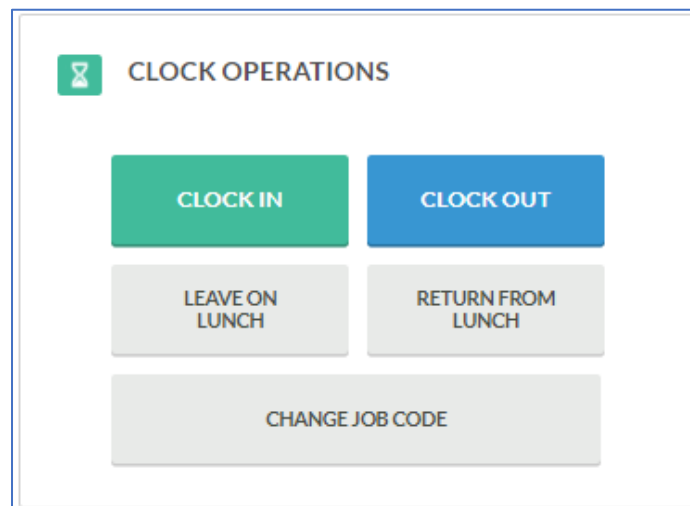 CLOCK OPERATIONS
CLOCK IN
CLOCK OUT
LEAVE ON
LUNCH
RETURN FROM
LUNCH
CHANGE JOB CODE